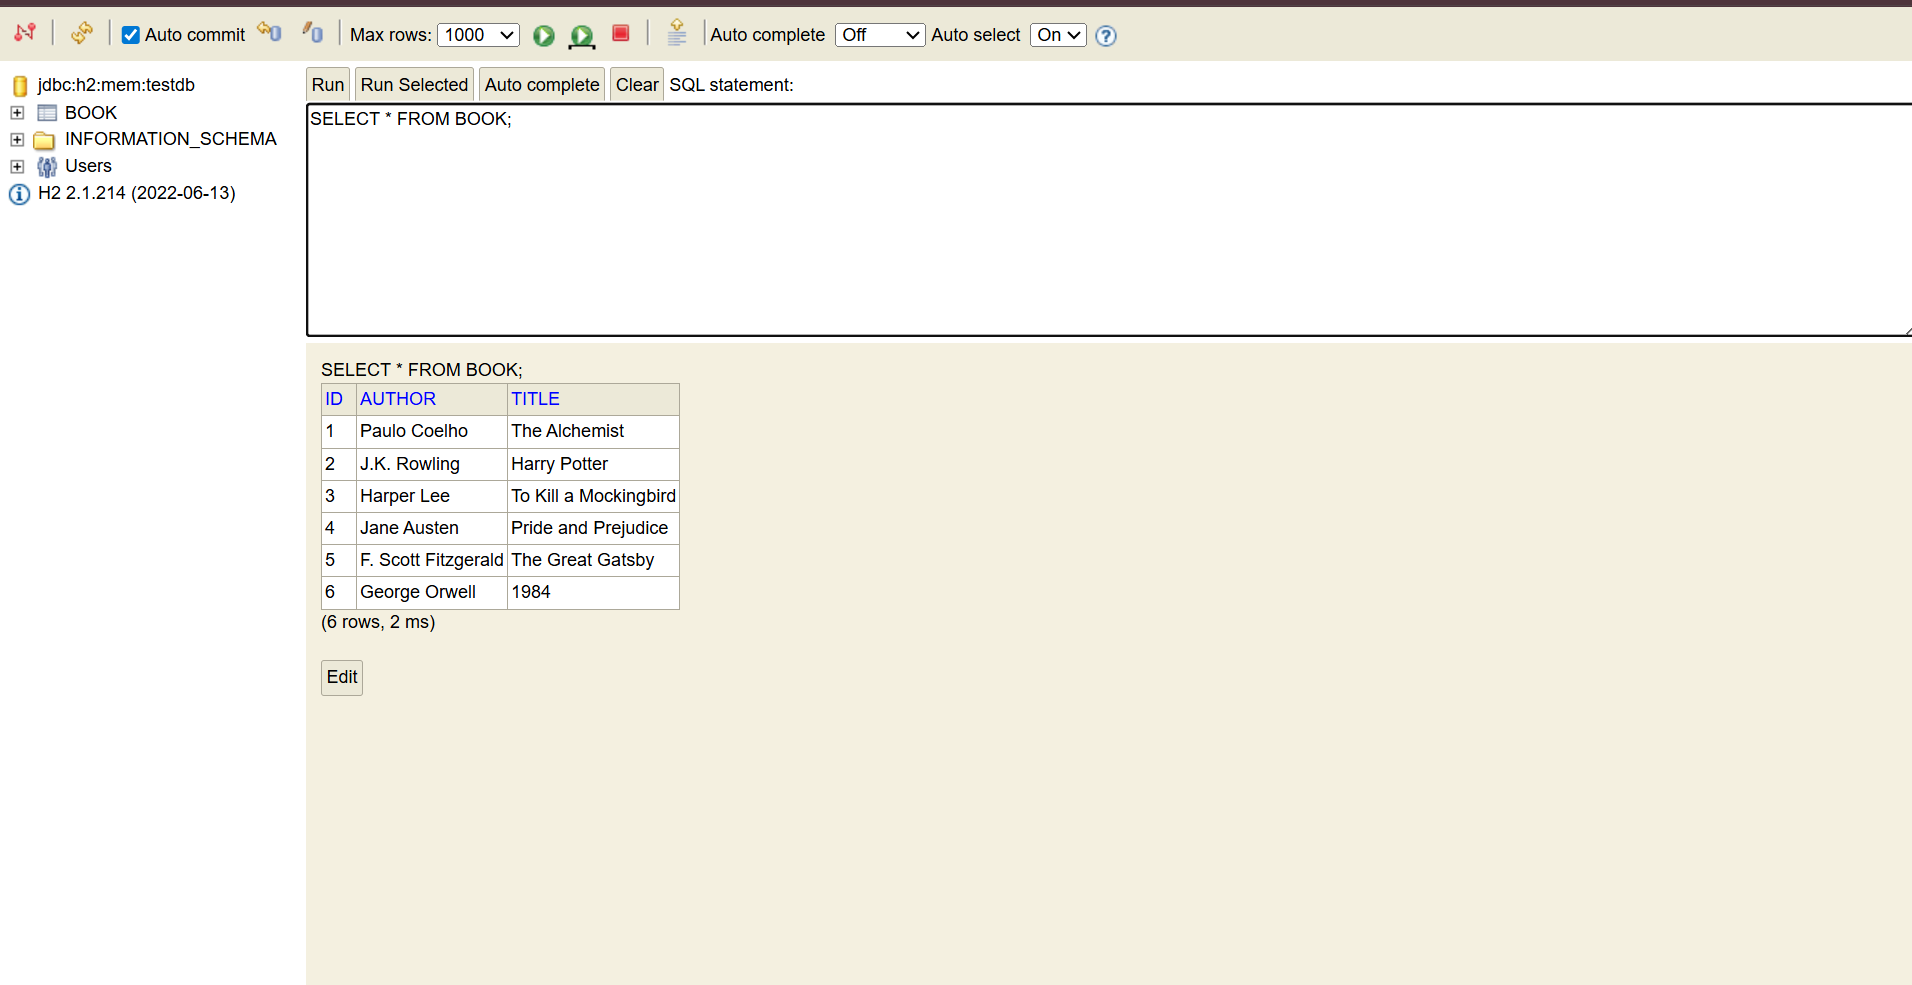 Auto commit Max rows: 1000 Auto complete Off Auto select On
jdbc:h2:mem:testdb
BOOK
INFORMATION_SCHEMA
Users
H2 2.1.214 (2022-06-13)
Run Run Selected Auto complete Clear SQL statement:
SELECT * FROM BOOK;
SELECT * FROM BOOK;
ID AUTHOR TITLE
1 Paulo Coelho The Alchemist
2 J.K. Rowling Harry Potter
3 Harper Lee To Kill a Mockingbird
4 Jane Austen Pride and Prejudice
5 F. Scott Fitzgerald The Great Gatsby
6 George Orwell 1984
(6 rows, 2 ms)
Edit